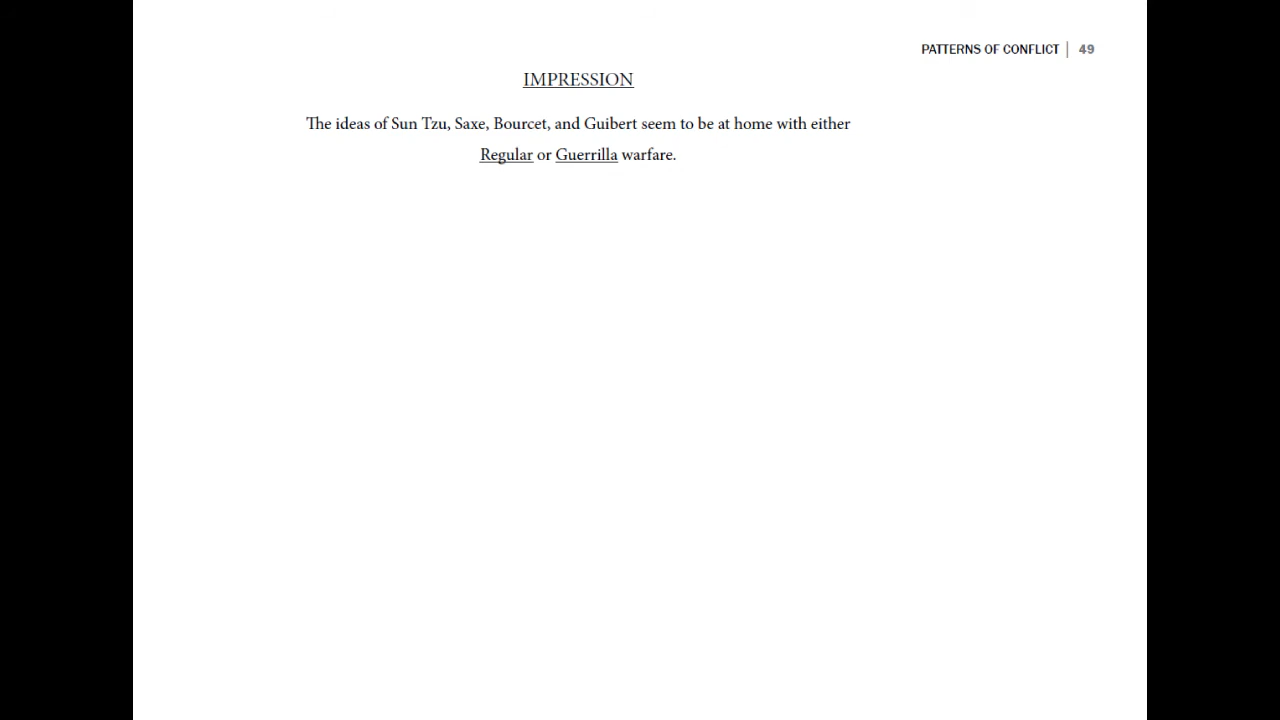 PATTERNS OF CONFLICT | 49
IMPRESSION
The ideas of Sun Tzu, Saxe, Bourcet, and Guibert seem to be at home with either
Regular or Guerrilla warfare.